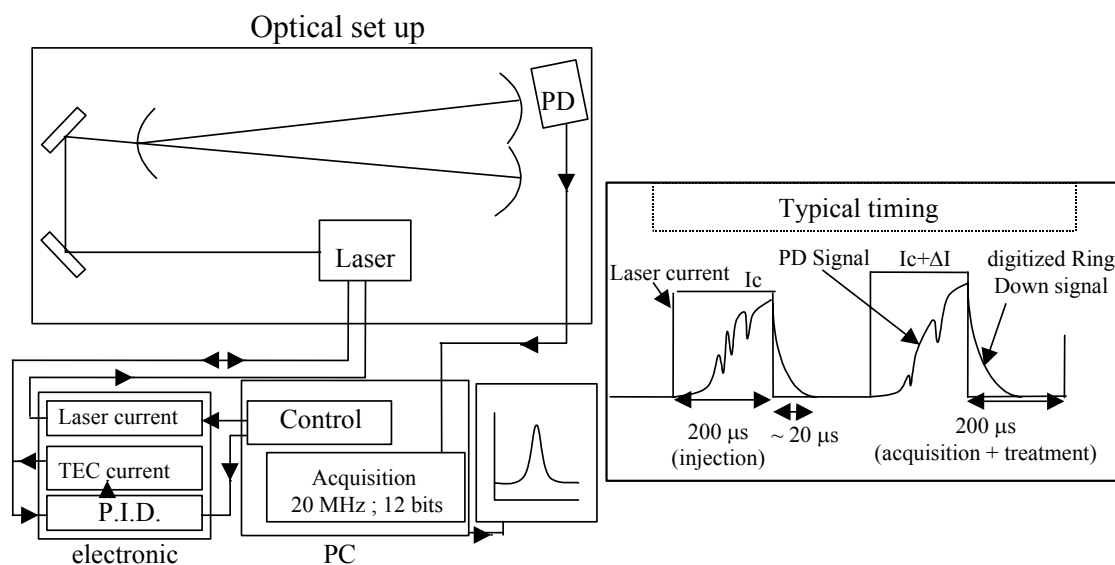 Optical set up
PD
Laser
Laser current
TEC current
P.I.D.
electronic
Control
Acquisition
20 MHz ; 12 bits
PC
Typical timing
Laser current
Ic
PD Signal
Ic+ΔI
digitized Ring
Down signal
200 μs
(injection)
~ 20 μs
200 μs
(acquisition + treatment)